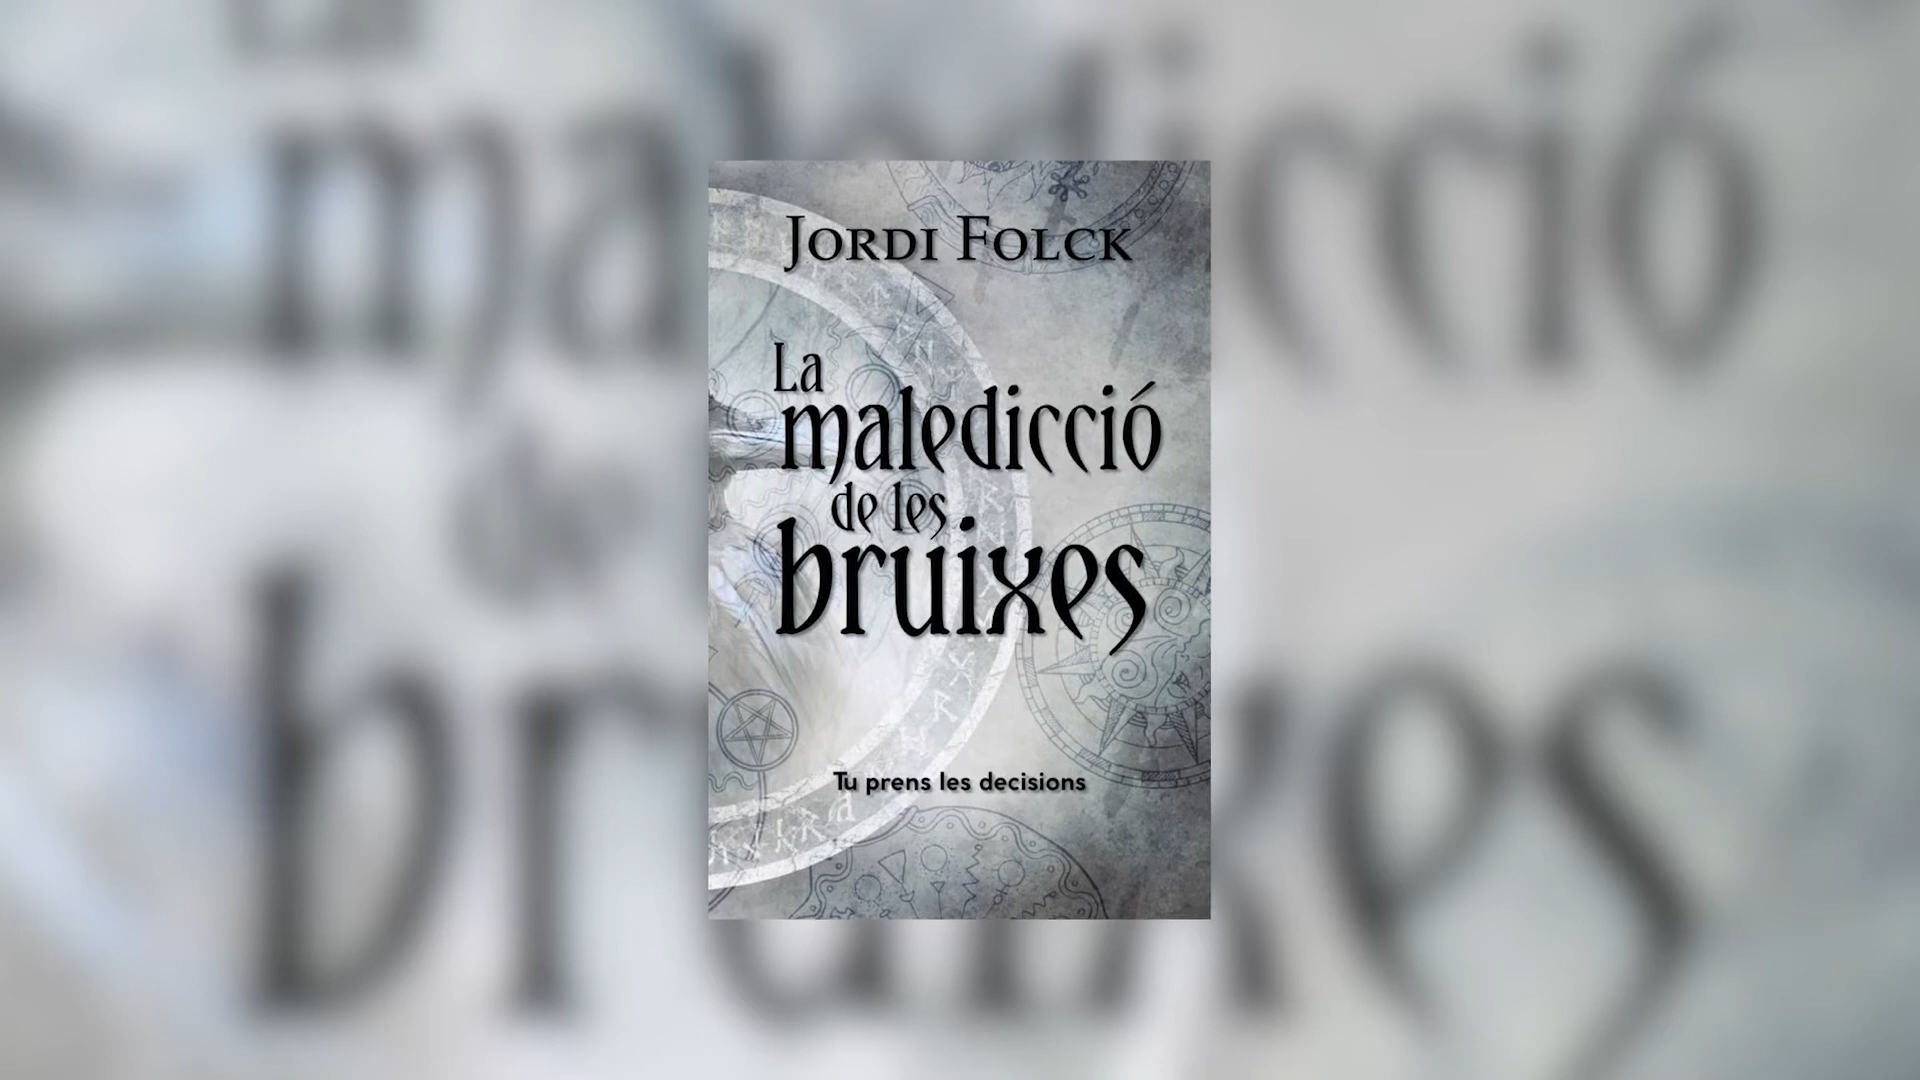 JORDI FOLCK
La
maledicció
de les
bruixes
Tu prens les decisions